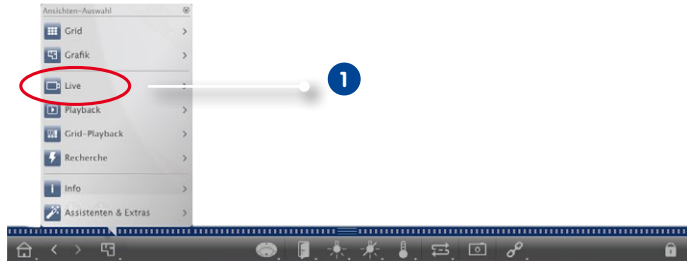 Ansichten-Auswahl
Grid
Grafik
Live
1
Playback
Grid-Playback
Recherche
Info
Assistenten & Extras